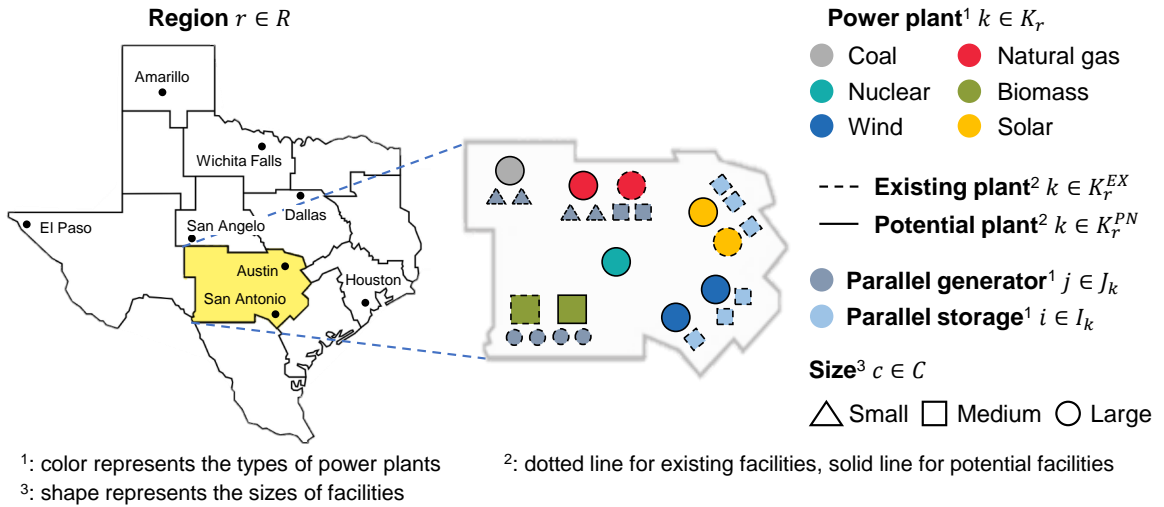 Region r ∈ R
Amarillo
Wichita Falls
Dallas
El Paso
San Angelo
Austin
San Antonio
Houston
Power plant¹ k ∈ K_r
Coal
Natural gas
Nuclear
Biomass
Wind
Solar
Existing plant² k ∈ K_r^{EX}
Potential plant² k ∈ K_r^{PN}
Parallel generator¹ j ∈ J_k
Parallel storage¹ i ∈ I_k
Size³ c ∈ C
Small
Medium
Large
¹: color represents the types of power plants
²: dotted line for existing facilities, solid line for potential facilities
³: shape represents the sizes of facilities